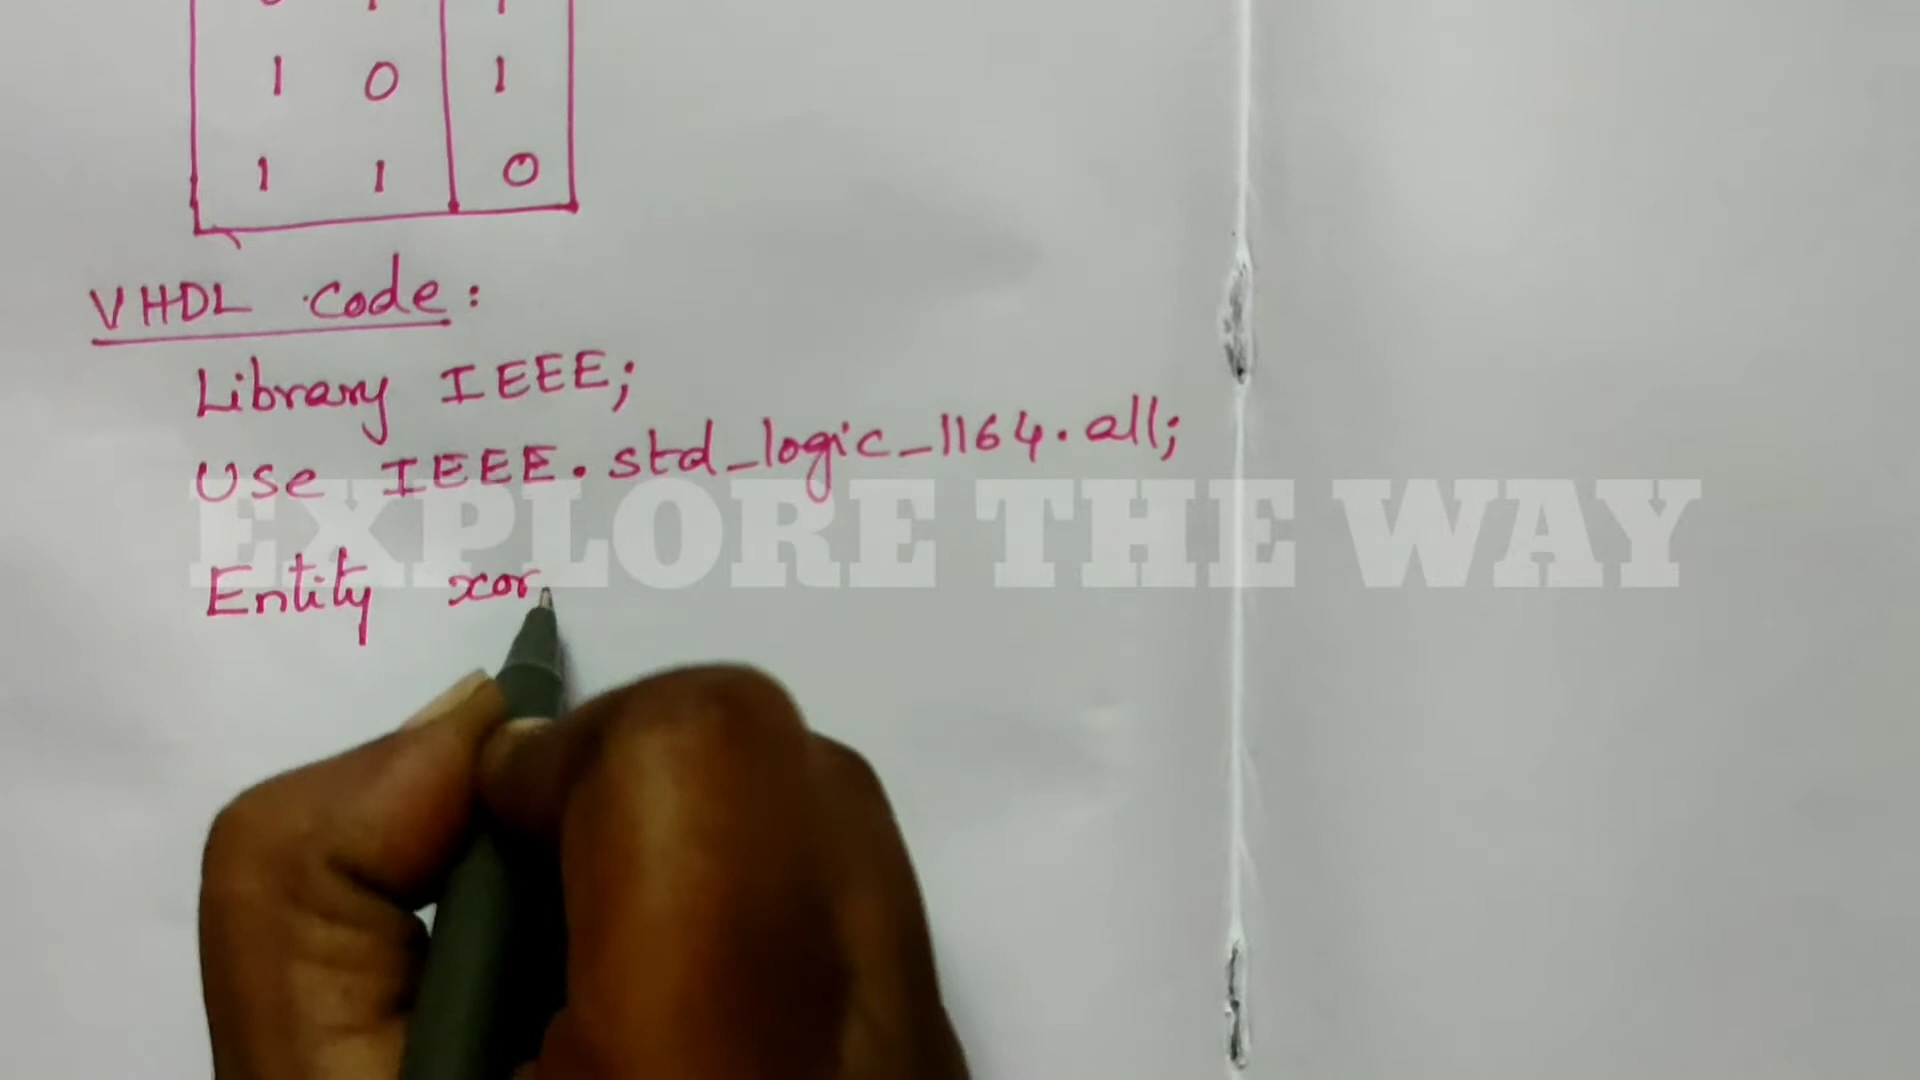 1 0 1
1 1 0
VHDL Code:
Library IEEE;
Use IEEE.std_logic_1164.all;
EXPLORE THE WAY
Entity xor